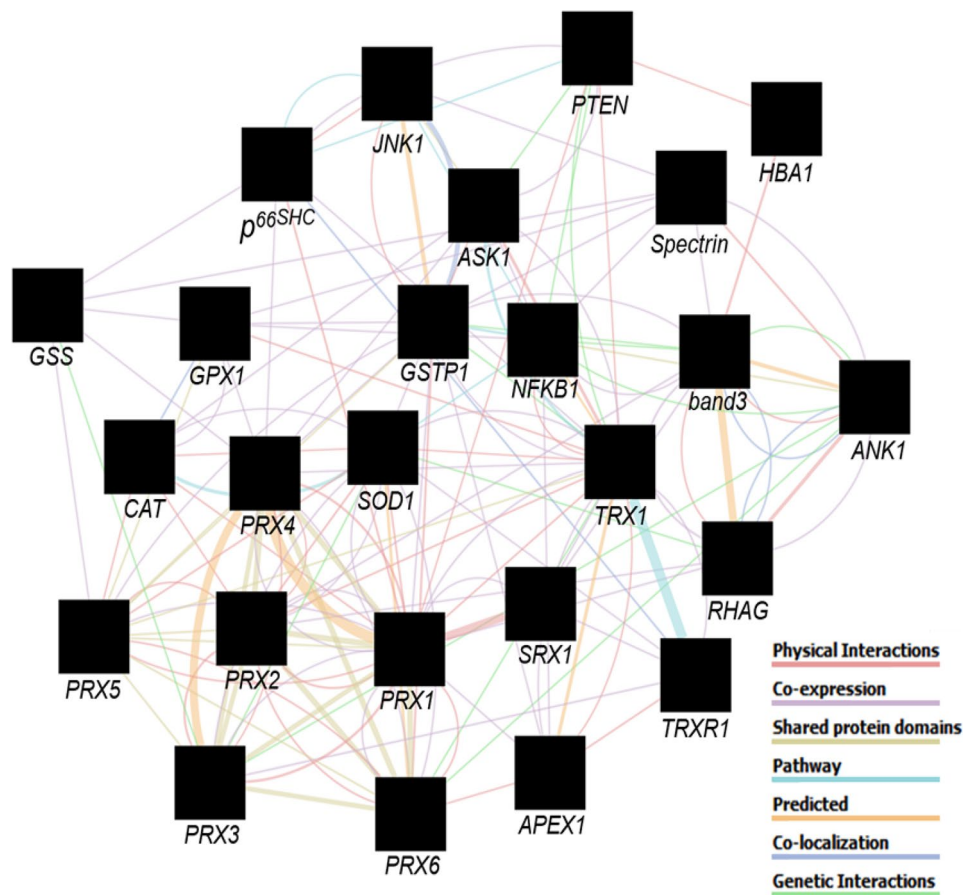 PTEN
JNK1
HBA1
p66SHC
ASK1
Spectrin
GSS
GPX1
GSTP1
NFKB1
band3
ANK1
CAT
PRX4
SOD1
TRX1
RHAG
PRX5
PRX2
PRX1
SRX1
TRXR1
PRX3
PRX6
APEX1
Physical Interactions
Co-expression
Shared protein domains
Pathway
Predicted
Co-localization
Genetic Interactions